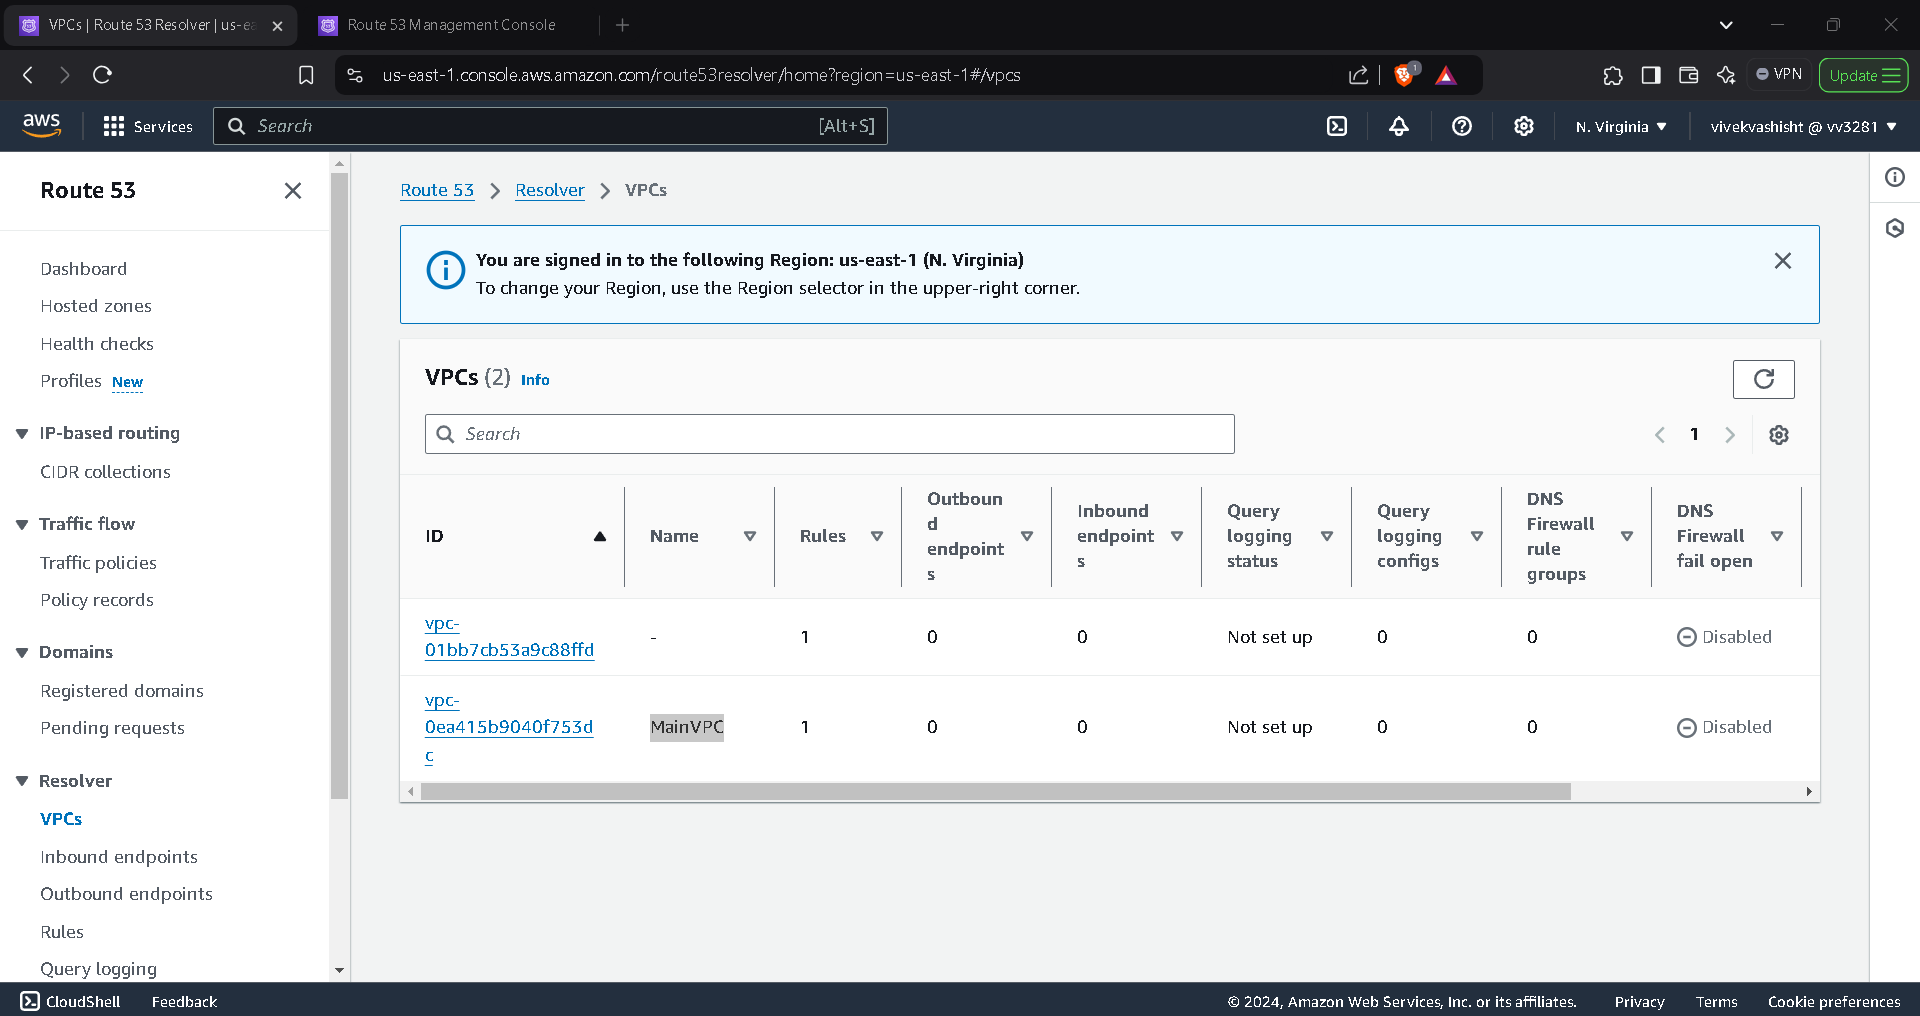 VPCs | Route 53 Resolver | us-ea
Route 53 Management Console
us-east-1.console.aws.amazon.com/route53resolver/home?region=us-east-1#/vpcs
1
VPN
Update
aws
Services
Search
[Alt+S]
N. Virginia
vivekvashisht @ vv3281
Route 53
Dashboard
Hosted zones
Health checks
Profiles New
IP-based routing
CIDR collections
Traffic flow
Traffic policies
Policy records
Domains
Registered domains
Pending requests
Resolver
VPCs
Inbound endpoints
Outbound endpoints
Rules
Query logging
Route 53
Resolver
VPCs
You are signed in to the following Region: us-east-1 (N. Virginia)
To change your Region, use the Region selector in the upper-right corner.
VPCs (2) Info
Search
1
ID
Name
Rules
Outboun
d
endpoint
s
Inbound
endpoint
s
Query
logging
status
Query
logging
configs
DNS
Firewall
rule
groups
DNS
Firewall
fail open
vpc-
01bb7cb53a9c88ffd
-
1
0
0
Not set up
0
0
Disabled
vpc-
0ea415b9040f753d
c
MainVPC
1
0
0
Not set up
0
0
Disabled
CloudShell
Feedback
© 2024, Amazon Web Services, Inc. or its affiliates.
Privacy
Terms
Cookie preferences